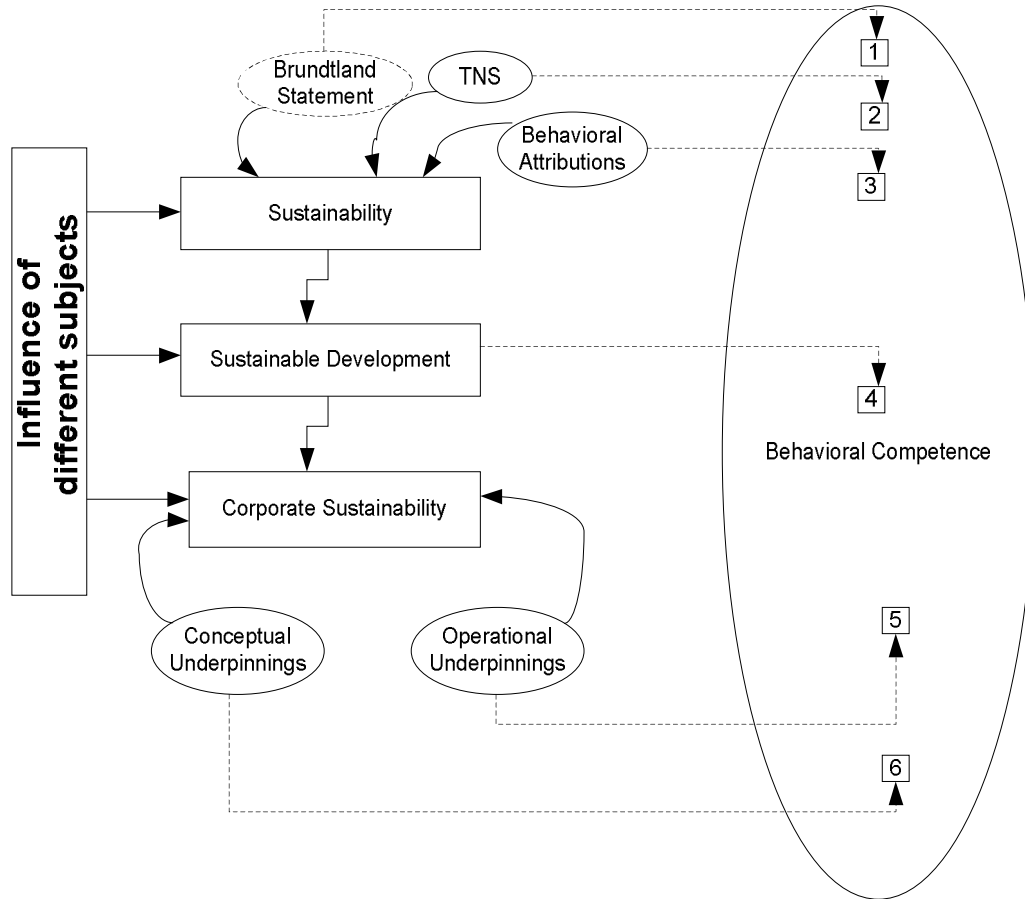 Brundtland
Statement
TNS
Behavioral
Attributions
1
2
3
Influence of
different subjects
Sustainability
Sustainable Development
4
Behavioral Competence
Corporate Sustainability
Conceptual
Underpinnings
Operational
Underpinnings
5
6